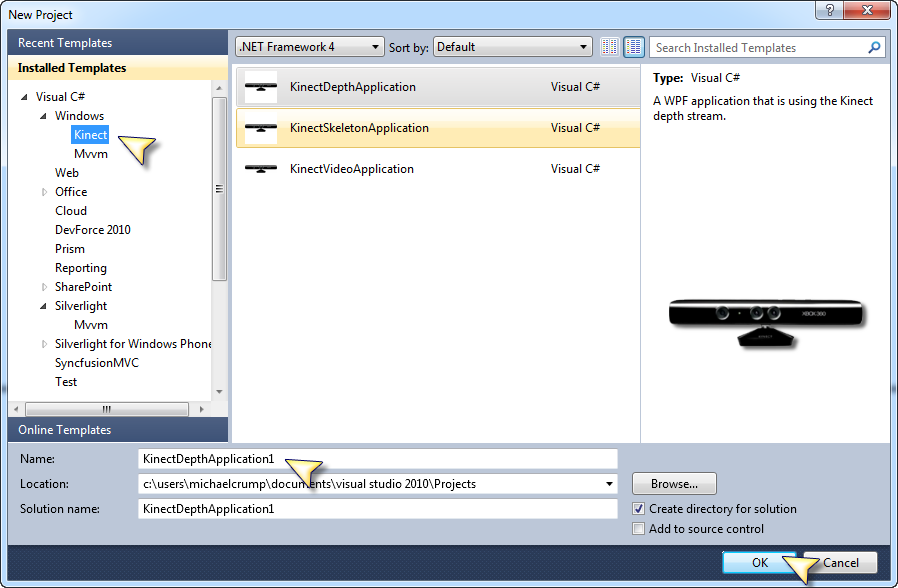 New Project
?
Recent Templates
Installed Templates
Visual C#
Windows
Kinect
Mvvm
Web
Office
Cloud
DevForce 2010
Prism
Reporting
SharePoint
Silverlight
Mvvm
Silverlight for Windows Phone
SyncfusionMVC
Test
Online Templates
.NET Framework 4 Sort by: Default Search Installed Templates
KinectDepthApplication Visual C#
KinectSkeletonApplication Visual C#
KinectVideoApplication Visual C#
Type: Visual C#
A WPF application that is using the Kinect
depth stream.
XBOX 360
KINECT
Name: KinectDepthApplication1
Location: c:\users\michaelcrump\documents\visual studio 2010\Projects Browse...
Solution name: KinectDepthApplication1 Create directory for solution
Add to source control
OK Cancel